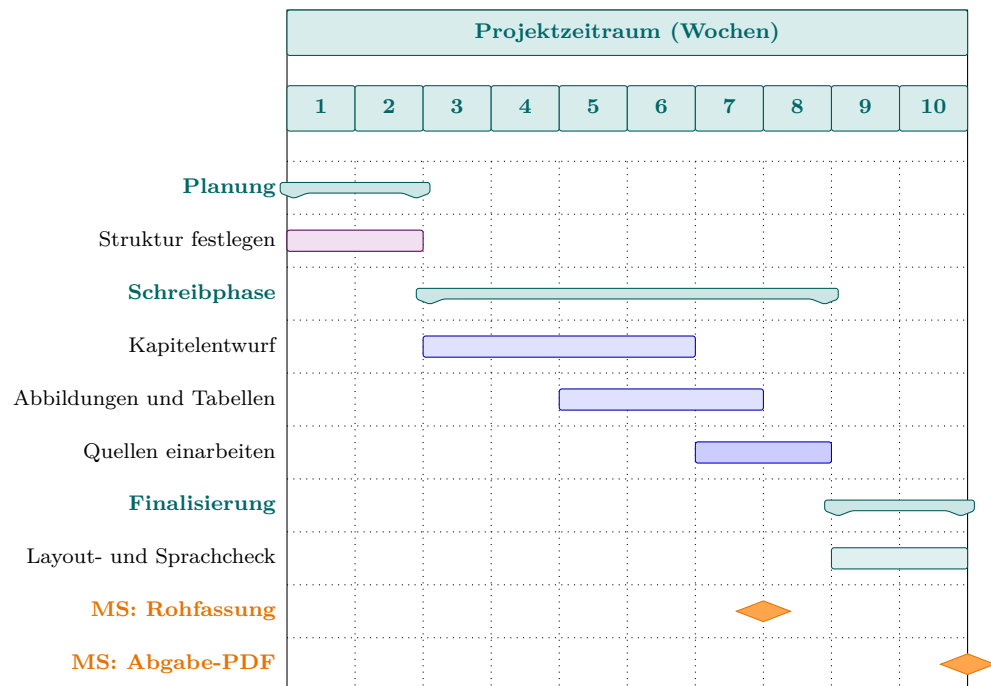 Projektzeitraum (Wochen)
1 2 3 4 5 6 7 8 9 10
Planung
Struktur festlegen
Schreibphase
Kapitelentwurf
Abbildungen und Tabellen
Quellen einarbeiten
Finalisierung
Layout- und Sprachcheck
MS: Rohfassung
MS: Abgabe-PDF